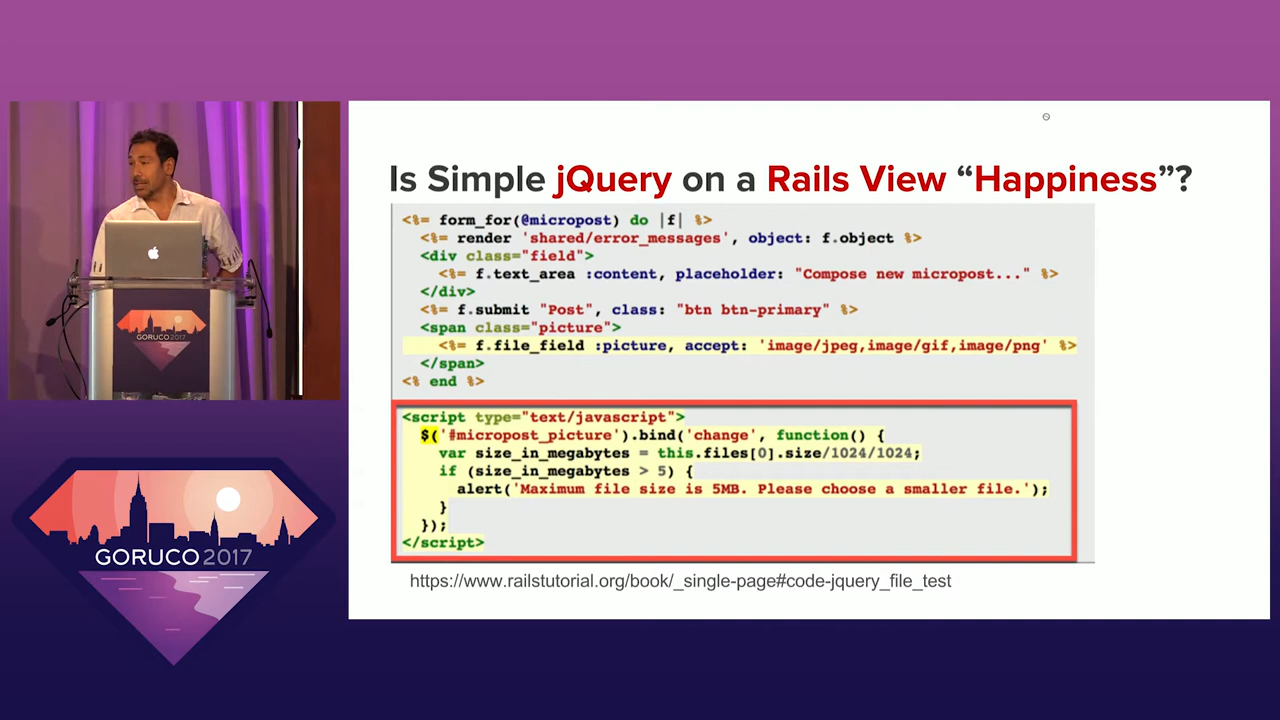 Is Simple jQuery on a Rails View “Happiness”?
<%= form_for(@micropost) do |f| %>
  <%= render 'shared/error_messages', object: f.object %>
  <div class="field">
    <%= f.text_area :content, placeholder: "Compose new micropost..." %>
  </div>
  <%= f.submit "Post", class: "btn btn-primary" %>
  <span class="picture">
    <%= f.file_field :picture, accept: 'image/jpeg,image/gif,image/png' %>
  </span>
<% end %>
<script type="text/javascript">
  $('#micropost_picture').bind('change', function() {
    var size_in_megabytes = this.files[0].size/1024/1024;
    if (size_in_megabytes > 5) {
      alert('Maximum file size is 5MB. Please choose a smaller file.');
    }
  });
</script>
https://www.railstutorial.org/book/_single-page#code-jquery_file_test
GORUCO 2017
GORUCO 2017